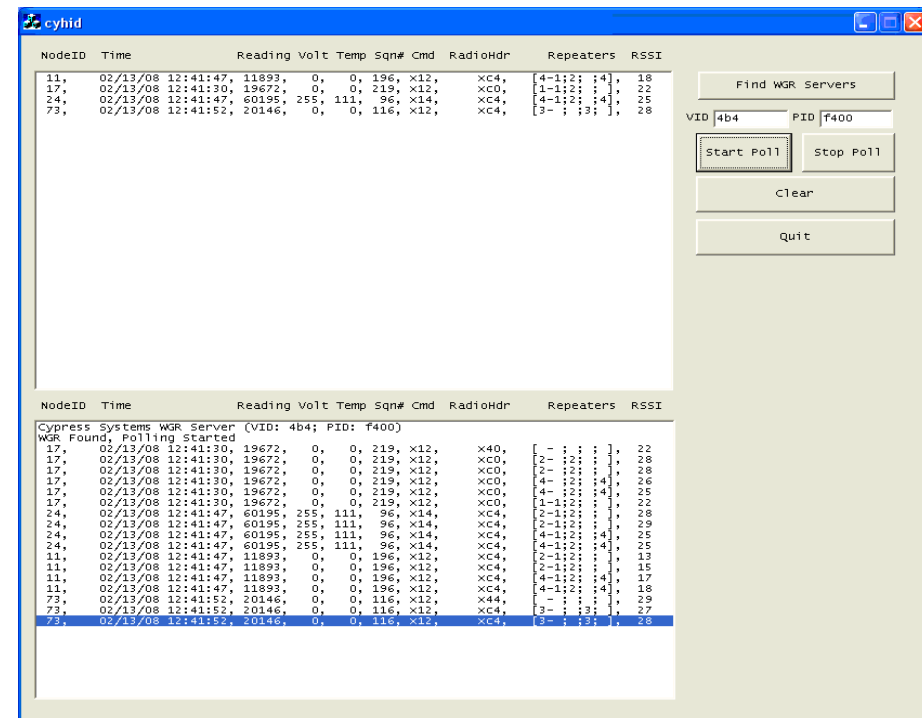 cyhid
NodeID Time Reading Volt Temp Sqn# Cmd RadioHdr Repeaters RSSI
11, 02/13/08 12:41:47, 11893, 0, 0, 196, x12, xc4, [4-1;2; ;4], 18
17, 02/13/08 12:41:30, 19672, 0, 0, 219, x12, xc0, [1-1;2; ; ], 22
24, 02/13/08 12:41:47, 60195, 255, 111, 96, x14, xc4, [4-1;2; ;4], 25
73, 02/13/08 12:41:52, 20146, 0, 0, 116, x12, xc4, [3- ; ;3; ], 28
Find WGR Servers
VID 4b4 PID f400
Start Poll Stop Poll
Clear
Quit
NodeID Time Reading Volt Temp Sqn# Cmd RadioHdr Repeaters RSSI
Cypress Systems WGR Server (VID: 4b4; PID: f400)
WGR Found, Polling Started
17, 02/13/08 12:41:30, 19672, 0, 0, 219, x12, x40, [ - ; ; ; ], 22
17, 02/13/08 12:41:30, 19672, 0, 0, 219, x12, xc0, [2- ;2; ; ], 28
17, 02/13/08 12:41:30, 19672, 0, 0, 219, x12, xc0, [2- ;2; ; ], 28
17, 02/13/08 12:41:30, 19672, 0, 0, 219, x12, xc0, [4- ;2; ;4], 26
17, 02/13/08 12:41:30, 19672, 0, 0, 219, x12, xc0, [4- ;2; ;4], 25
17, 02/13/08 12:41:30, 19672, 0, 0, 219, x12, xc0, [1-1;2; ; ], 22
24, 02/13/08 12:41:47, 60195, 255, 111, 96, x14, xc4, [2-1;2; ; ], 28
24, 02/13/08 12:41:47, 60195, 255, 111, 96, x14, xc4, [2-1;2; ; ], 29
24, 02/13/08 12:41:47, 60195, 255, 111, 96, x14, xc4, [4-1;2; ;4], 25
24, 02/13/08 12:41:47, 60195, 255, 111, 96, x14, xc4, [4-1;2; ;4], 25
11, 02/13/08 12:41:47, 11893, 0, 0, 196, x12, xc4, [2-1;2; ; ], 13
11, 02/13/08 12:41:47, 11893, 0, 0, 196, x12, xc4, [2-1;2; ; ], 15
11, 02/13/08 12:41:47, 11893, 0, 0, 196, x12, xc4, [4-1;2; ;4], 17
11, 02/13/08 12:41:47, 11893, 0, 0, 196, x12, xc4, [4-1;2; ;4], 18
73, 02/13/08 12:41:52, 20146, 0, 0, 116, x12, x44, [ - ; ; ; ], 29
73, 02/13/08 12:41:52, 20146, 0, 0, 116, x12, xc4, [3- ; ;3; ], 27
73, 02/13/08 12:41:52, 20146, 0, 0, 116, x12, xc4, [3- ; ;3; ], 28